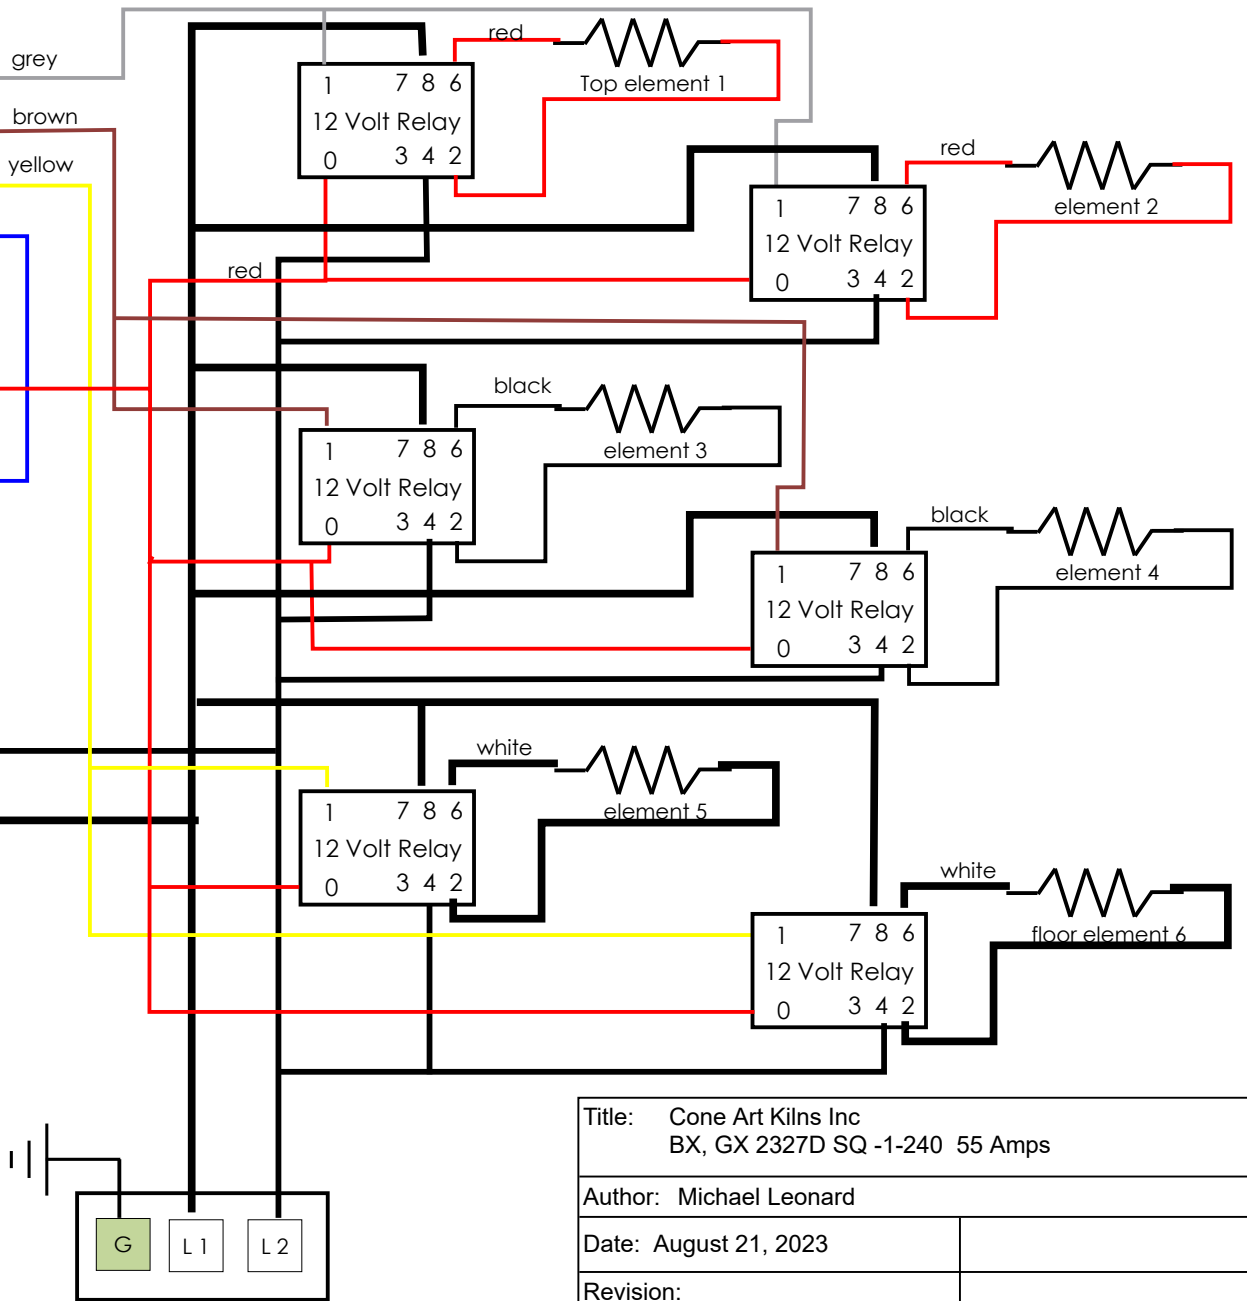 grey
brown
yellow
red
1 7 8 6
12 Volt Relay
0 3 4 2
Top element 1
red
1 7 8 6
12 Volt Relay
0 3 4 2
element 2
red
black
1 7 8 6
12 Volt Relay
0 3 4 2
element 3
black
1 7 8 6
12 Volt Relay
0 3 4 2
element 4
white
1 7 8 6
12 Volt Relay
0 3 4 2
element 5
white
1 7 8 6
12 Volt Relay
0 3 4 2
floor element 6
G L 1 L 2
Title: Cone Art Kilns Inc
BX, GX 2327D SQ -1-240 55 Amps
Author: Michael Leonard
Date: August 21, 2023
Revision: